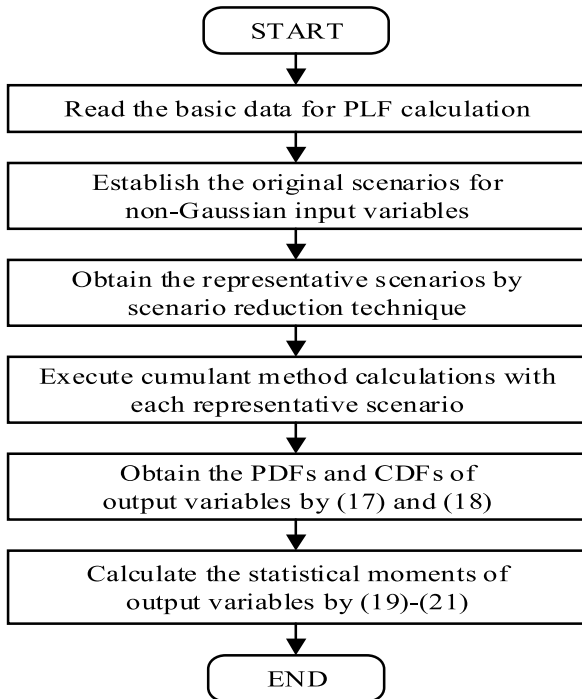 START
Read the basic data for PLF calculation
Establish the original scenarios for
non-Gaussian input variables
Obtain the representative scenarios by
scenario reduction technique
Execute cumulant method calculations with
each representative scenario
Obtain the PDFs and CDFs of
output variables by (17) and (18)
Calculate the statistical moments of
output variables by (19)-(21)
END